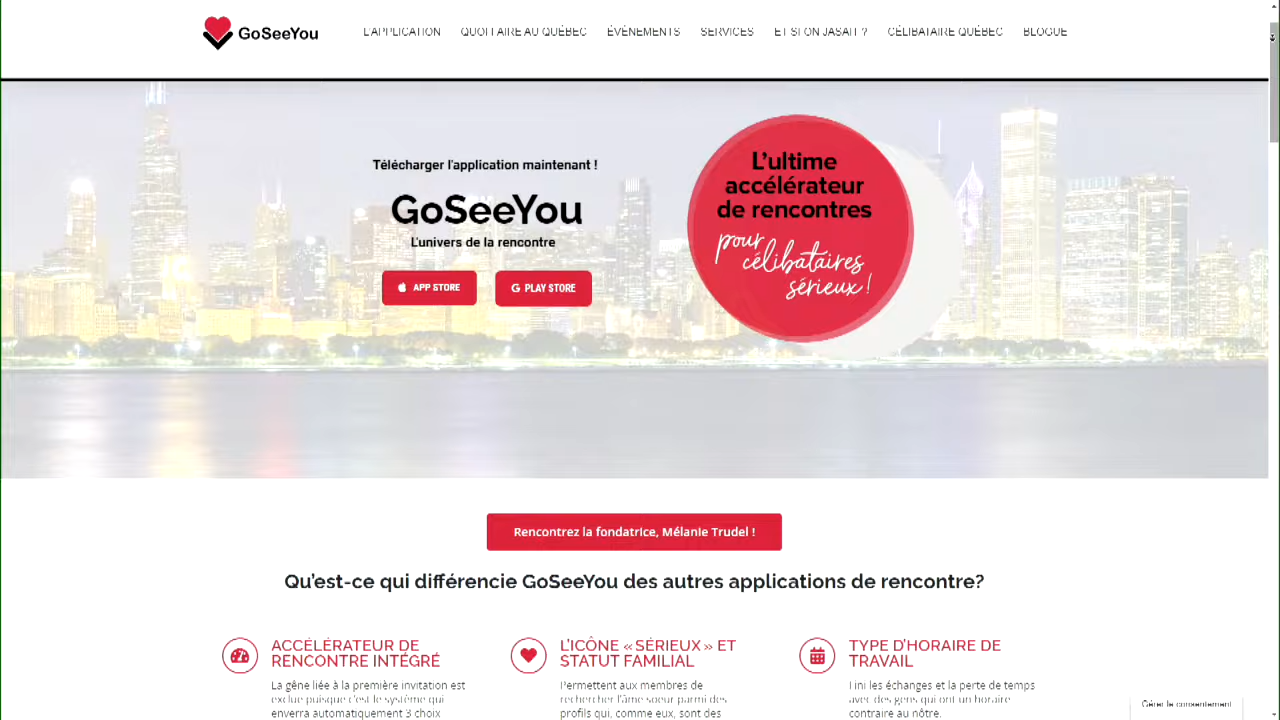 GoSeeYou
L'APPLICATION QUOI FAIRE AU QUÉBEC ÉVÈNEMENTS SERVICES ET SI ON JASAIT ? CÉLIBATAIRE QUÉBEC BLOGUE
Télécharger l'application maintenant !
GoSeeYou
L'univers de la rencontre
APP STORE
G PLAY STORE
L'ultime
accélérateur
de rencontres
pour
célibataires
sérieux !
Rencontrez la fondatrice, Mélanie Trudel !
Qu'est-ce qui différencie GoSeeYou des autres applications de rencontre?
ACCÉLÉRATEUR DE
RENCONTRE INTÉGRÉ
La gêne liée à la première invitation est
exclue puisque c'est le système qui
enverra automatiquement 3 choix
L'ICÔNE « SÉRIEUX » ET
STATUT FAMILIAL
Permettent aux membres de
rechercher l'âme soeur parmi des
profils qui, comme eux, sont des
TYPE D'HORAIRE DE
TRAVAIL
Fini les échanges et la perte de temps
avec des gens qui ont un horaire
contraire au nôtre.
Gérer le consentement